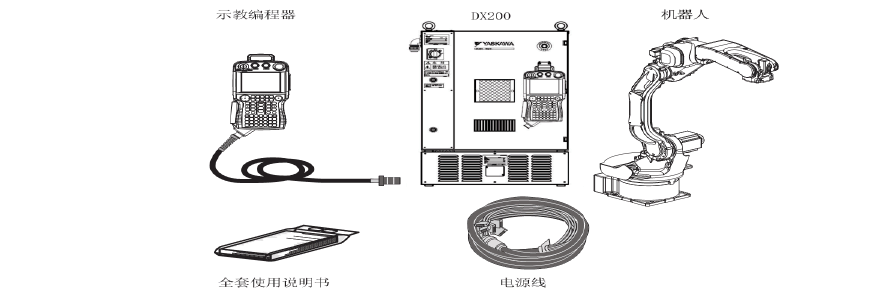 示教编程器
DX200
机器人
YASKAWA
全套使用说明书
电源线